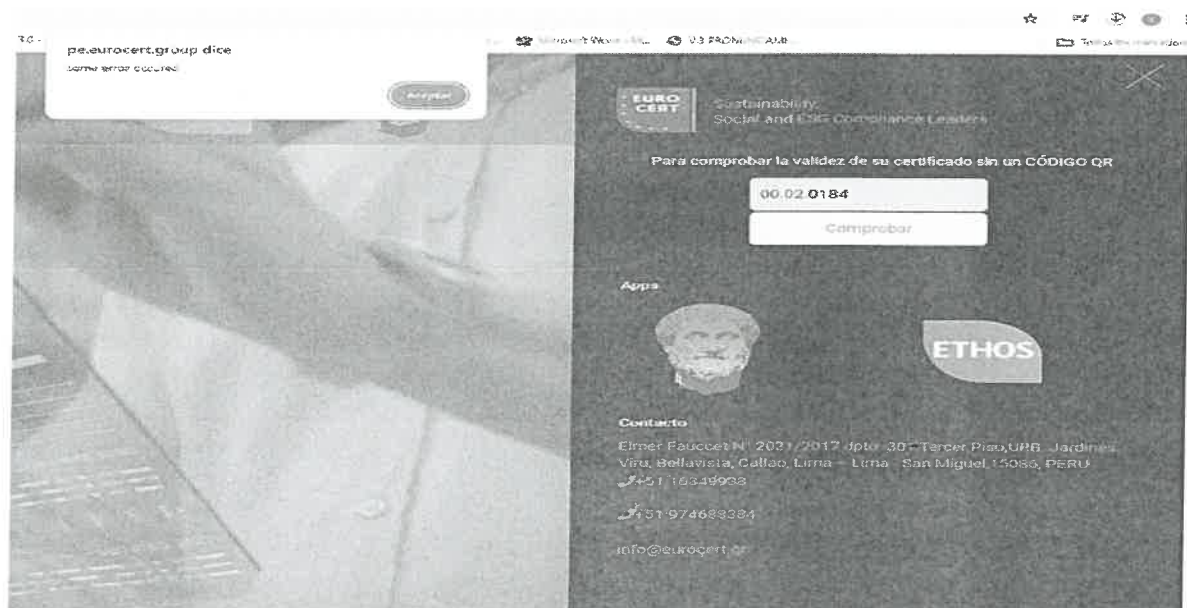 pe.eurocert.group dice
some error occured
Aceptar
EURO
CERT
Sustainability,
Social and ESG Compliance Leaders
Para comprobar la validez de su certificado sin un CÓDIGO QR
00.02.0184
Comprobar
Apps
ETHOS
Contacto
Elmer Fauccet N° 2031/2017 dpto. 30 - Tercer Piso, URB. Jardines
Viru, Bellavista, Callao, Lima - Lima - San Miguel, 15086, PERU
+51 16349938
+51 974688384
info@eurocert.gr